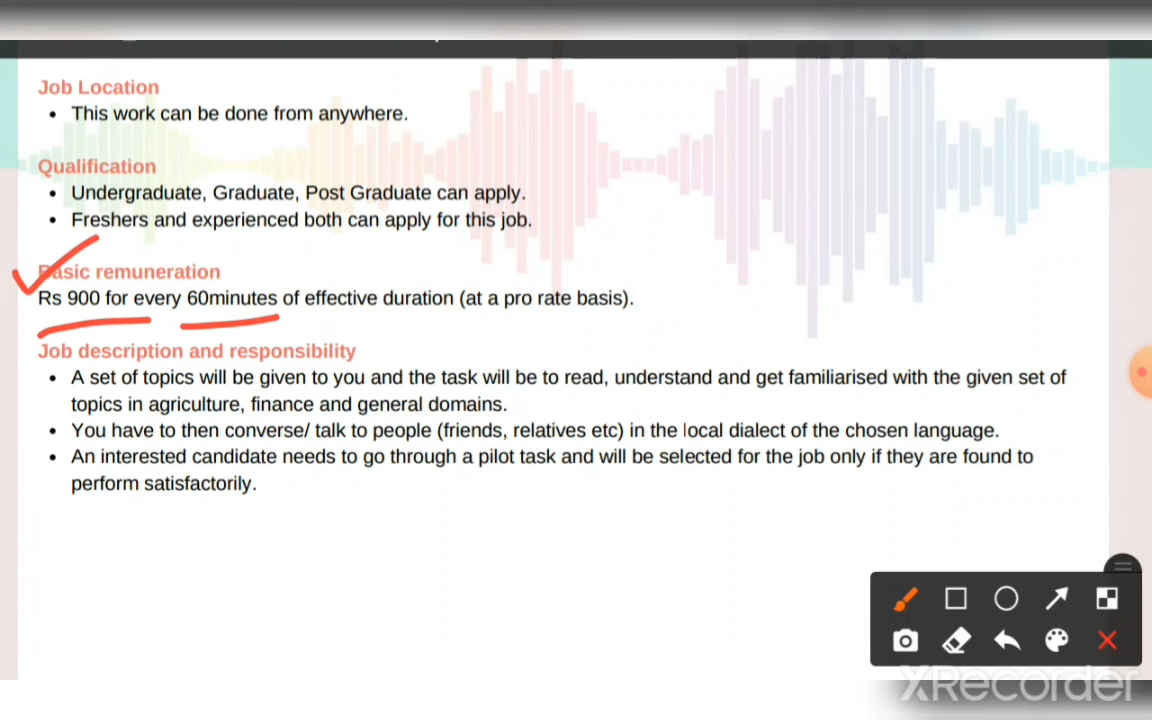 Job Location
• This work can be done from anywhere.
Qualification
• Undergraduate, Graduate, Post Graduate can apply.
• Freshers and experienced both can apply for this job.
Basic remuneration
Rs 900 for every 60minutes of effective duration (at a pro rate basis).
Job description and responsibility
• A set of topics will be given to you and the task will be to read, understand and get familiarised with the given set of
topics in agriculture, finance and general domains.
• You have to then converse/ talk to people (friends, relatives etc) in the local dialect of the chosen language.
• An interested candidate needs to go through a pilot task and will be selected for the job only if they are found to
perform satisfactorily.
XRecorder